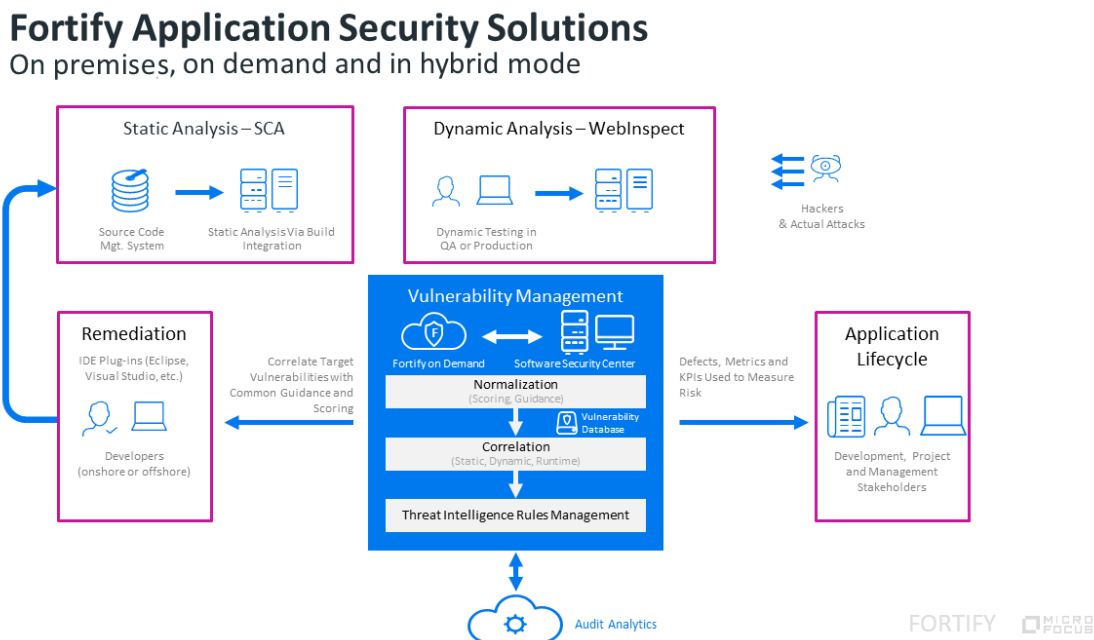 Fortify Application Security Solutions
On premises, on demand and in hybrid mode
Static Analysis – SCA
Source Code
Mgt. System
Static Analysis Via Build
Integration
Dynamic Analysis – WebInspect
Dynamic Testing in
QA or Production
Hackers
& Actual Attacks
Remediation
IDE Plug-ins (Eclipse,
Visual Studio, etc.)
Developers
(onshore or offshore)
Correlate Target
Vulnerabilities with
Common Guidance and
Scoring
Vulnerability Management
F
Fortify on Demand
Software Security Center
Normalization
(Scoring, Guidance)
Vulnerability
Database
Correlation
(Static, Dynamic, Runtime)
Threat Intelligence Rules Management
Defects, Metrics and
KPIs Used to Measure
Risk
Application
Lifecycle
Development, Project
and Management
Stakeholders
Audit Analytics
FORTIFY
MICRO
FOCUS